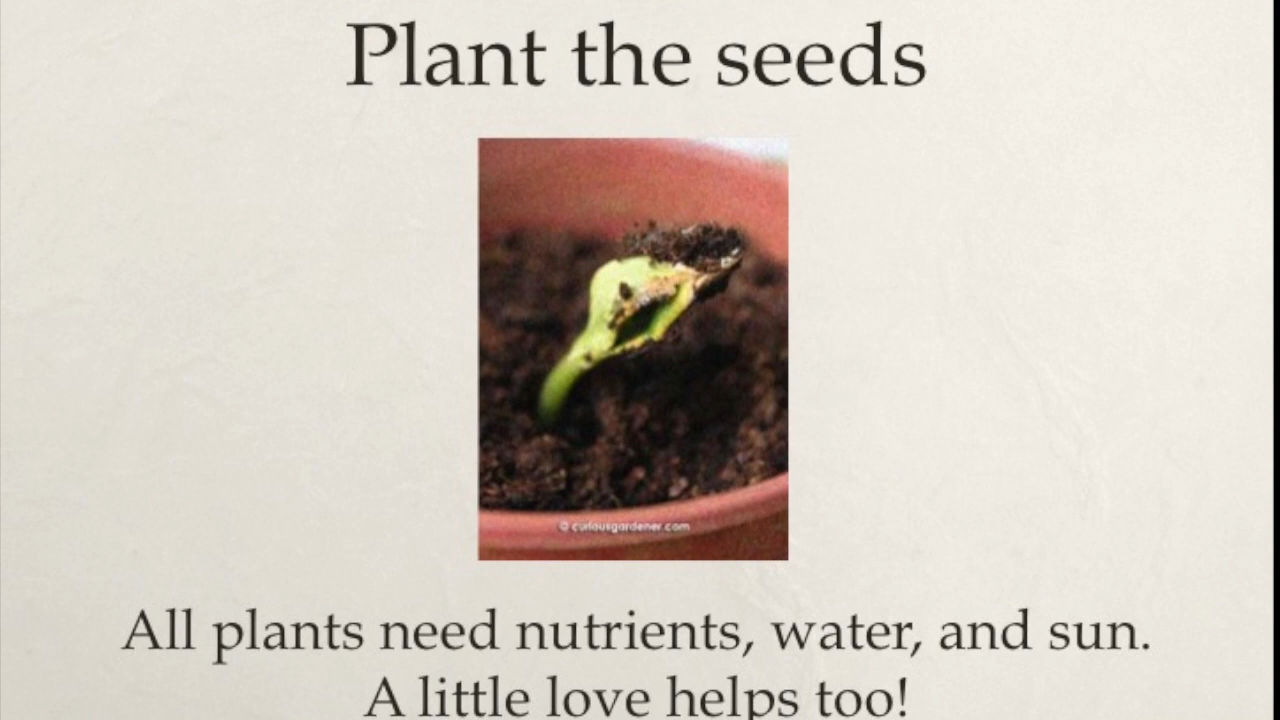 Plant the seeds
© curiousgardener.com
All plants need nutrients, water, and sun.
A little love helps too!